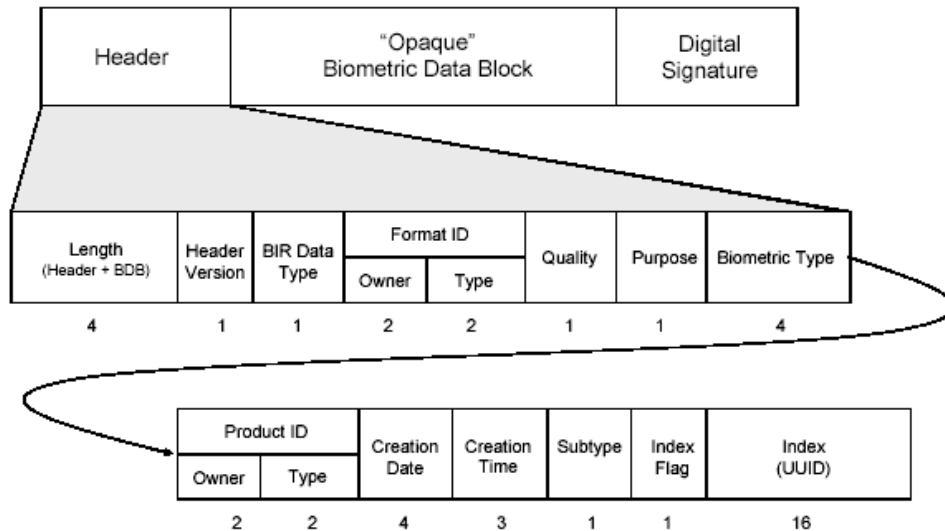 Header
“Opaque”
Biometric Data Block
Digital
Signature
Length
(Header + BDB)
Header
Version
BIR Data
Type
Format ID
Owner
Type
Quality
Purpose
Biometric Type
4
1
1
2
2
1
1
4
Product ID
Owner
Type
Creation
Date
Creation
Time
Subtype
Index
Flag
Index
(UUID)
2
2
4
3
1
1
16